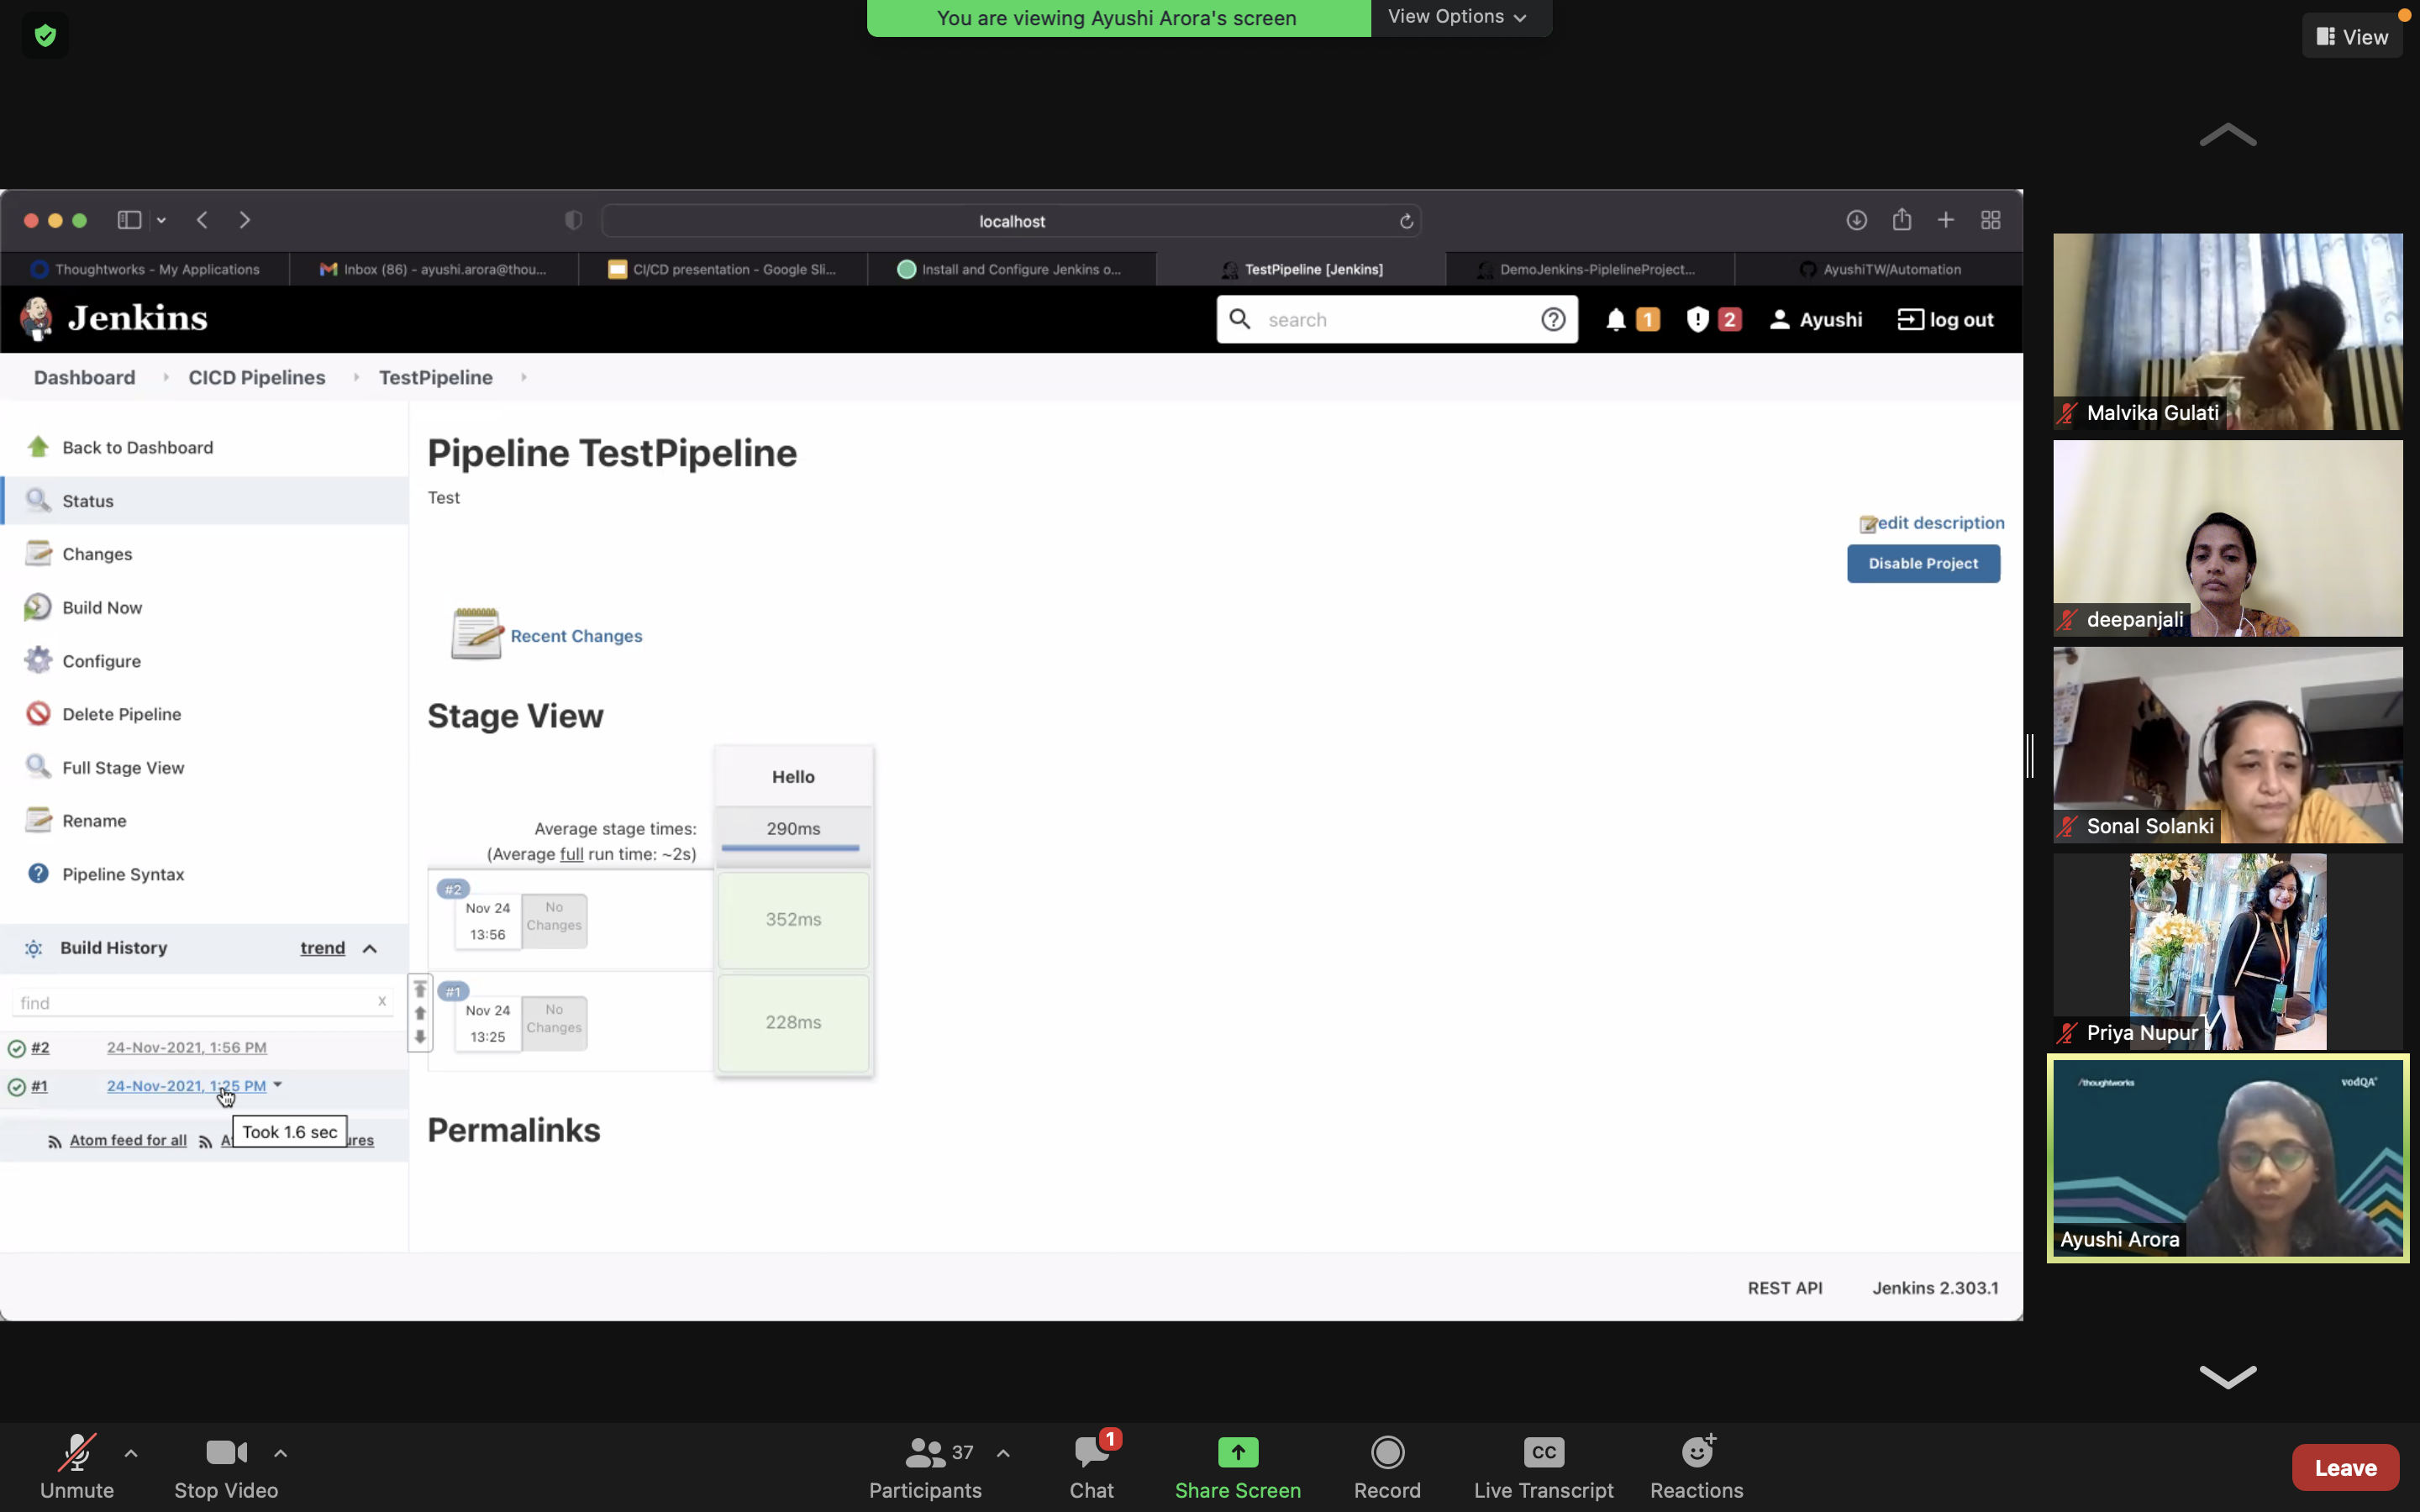 You are viewing Ayushi Arora's screen
View Options
View
localhost
Thoughtworks - My Applications
Inbox (86) - ayushi.arora@thou...
CI/CD presentation - Google Sli...
Install and Configure Jenkins o...
TestPipeline [Jenkins]
DemoJenkins-PiplelineProject...
AyushiTW/Automation
Jenkins
search
1
2
Ayushi
log out
Dashboard
CICD Pipelines
TestPipeline
Back to Dashboard
Status
Changes
Build Now
Configure
Delete Pipeline
Full Stage View
Rename
Pipeline Syntax
Build History
trend
find
x
#2
24-Nov-2021, 1:56 PM
#1
24-Nov-2021, 1:25 PM
Took 1.6 sec
Atom feed for all
Pipeline TestPipeline
Test
edit description
Disable Project
Recent Changes
Stage View
Hello
Average stage times:
290ms
(Average full run time: ~2s)
#2
Nov 24
13:56
No
Changes
352ms
#1
Nov 24
13:25
No
Changes
228ms
Permalinks
REST API
Jenkins 2.303.1
Malvika Gulati
deepanjali
Sonal Solanki
Priya Nupur
/thoughtworks
vodQA
Ayushi Arora
Unmute
Stop Video
37
Participants
1
Chat
Share Screen
Record
CC
Live Transcript
Reactions
Leave